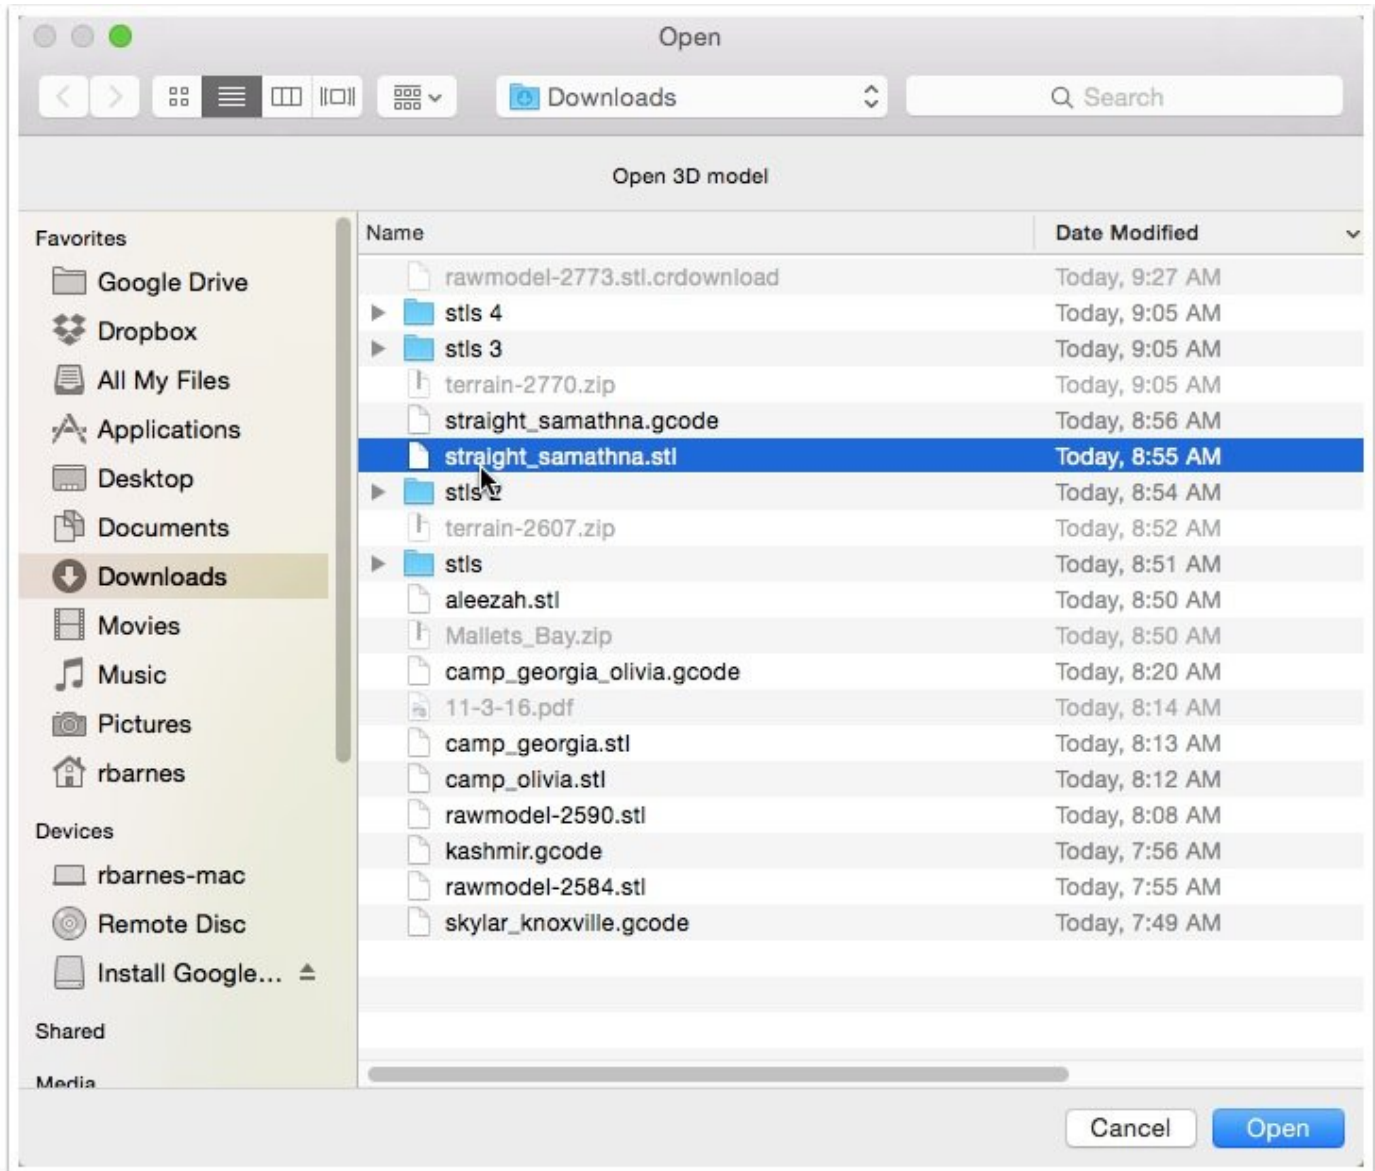 Open
Downloads
Search
Open 3D model
Favorites
Google Drive
Dropbox
All My Files
Applications
Desktop
Documents
Downloads
Movies
Music
Pictures
rbarnes
Devices
rbarnes-mac
Remote Disc
Install Google...
Shared
Media
Name Date Modified
rawmodel-2773.stl.crdownload Today, 9:27 AM
stls 4 Today, 9:05 AM
stls 3 Today, 9:05 AM
terrain-2770.zip Today, 9:05 AM
straight_samathna.gcode Today, 8:56 AM
straight_samathna.stl Today, 8:55 AM
stls 2 Today, 8:54 AM
terrain-2607.zip Today, 8:52 AM
stls Today, 8:51 AM
aleezah.stl Today, 8:50 AM
Mallets_Bay.zip Today, 8:50 AM
camp_georgia_olivia.gcode Today, 8:20 AM
11-3-16.pdf Today, 8:14 AM
camp_georgia.stl Today, 8:13 AM
camp_olivia.stl Today, 8:12 AM
rawmodel-2590.stl Today, 8:08 AM
kashmir.gcode Today, 7:56 AM
rawmodel-2584.stl Today, 7:55 AM
skylar_knoxville.gcode Today, 7:49 AM
Cancel Open